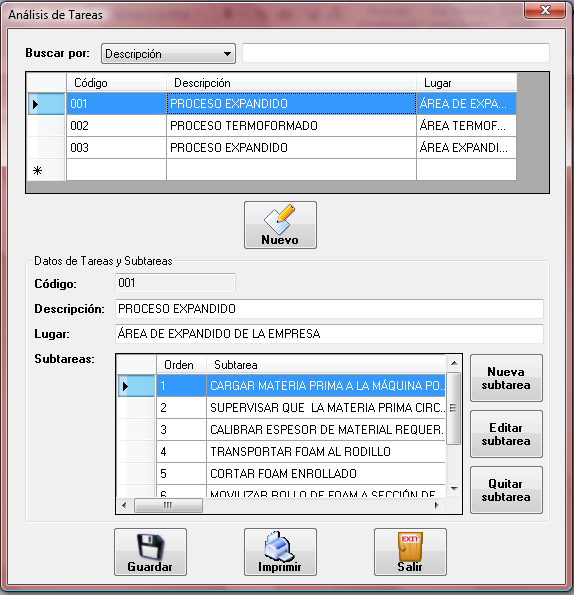 Análisis de Tareas
Buscar por: Descripción
Código Descripción Lugar
001 PROCESO EXPANDIDO ÁREA DE EXPA...
002 PROCESO TERMOFORMADO ÁREA TERMOF...
003 PROCESO EXPANDIDO ÁREA EXPANDI...
Nuevo
Datos de Tareas y Subtareas
Código: 001
Descripción: PROCESO EXPANDIDO
Lugar: ÁREA DE EXPANDIDO DE LA EMPRESA
Subtareas:
Orden Subtarea
1 CARGAR MATERIA PRIMA A LA MÁQUINA PO...
2 SUPERVISAR QUE LA MATERIA PRIMA CIRC...
3 CALIBRAR ESPESOR DE MATERIAL REQUER...
4 TRANSPORTAR FOAM AL RODILLO
5 CORTAR FOAM ENROLLADO
6 MOVILIZAR ROLLO DE FOAM A SECCIÓN DE
Nueva
subtarea
Editar
subtarea
Quitar
subtarea
Guardar
Imprimir
EXIT
Salir